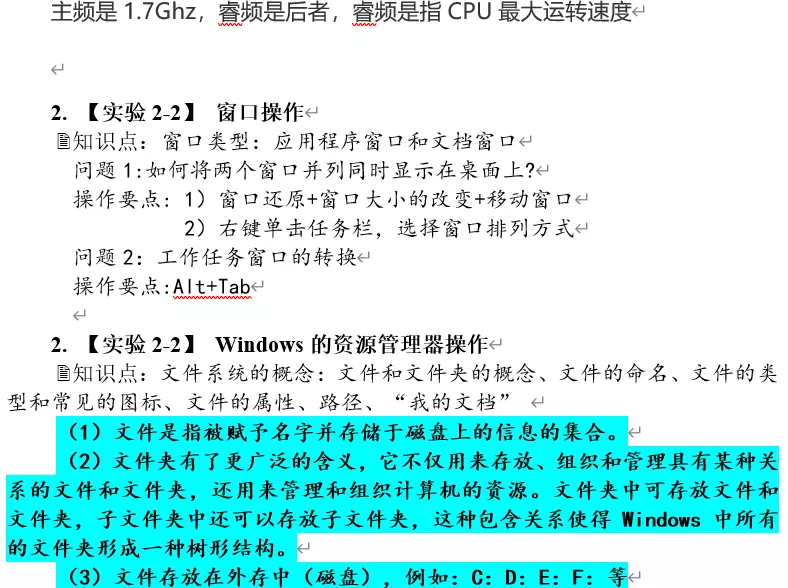 主频是 1.7Ghz，睿频是后者，睿频是指 CPU 最大运转速度
2. 【实验 2-2】 窗口操作
知识点：窗口类型：应用程序窗口和文档窗口
问题 1:如何将两个窗口并列同时显示在桌面上?
操作要点：1）窗口还原+窗口大小的改变+移动窗口
2）右键单击任务栏，选择窗口排列方式
问题 2：工作任务窗口的转换
操作要点:Alt+Tab
2. 【实验 2-2】 Windows 的资源管理器操作
知识点：文件系统的概念：文件和文件夹的概念、文件的命名、文件的类
型和常见的图标、文件的属性、路径、“我的文档”
（1）文件是指被赋予名字并存储于磁盘上的信息的集合。
（2）文件夹有了更广泛的含义，它不仅用来存放、组织和管理具有某种关
系的文件和文件夹，还用来管理和组织计算机的资源。文件夹中可存放文件和
文件夹，子文件夹中还可以存放子文件夹，这种包含关系使得 Windows 中所有
的文件夹形成一种树形结构。
（3）文件存放在外存中（磁盘），例如：C：D：E：F：等